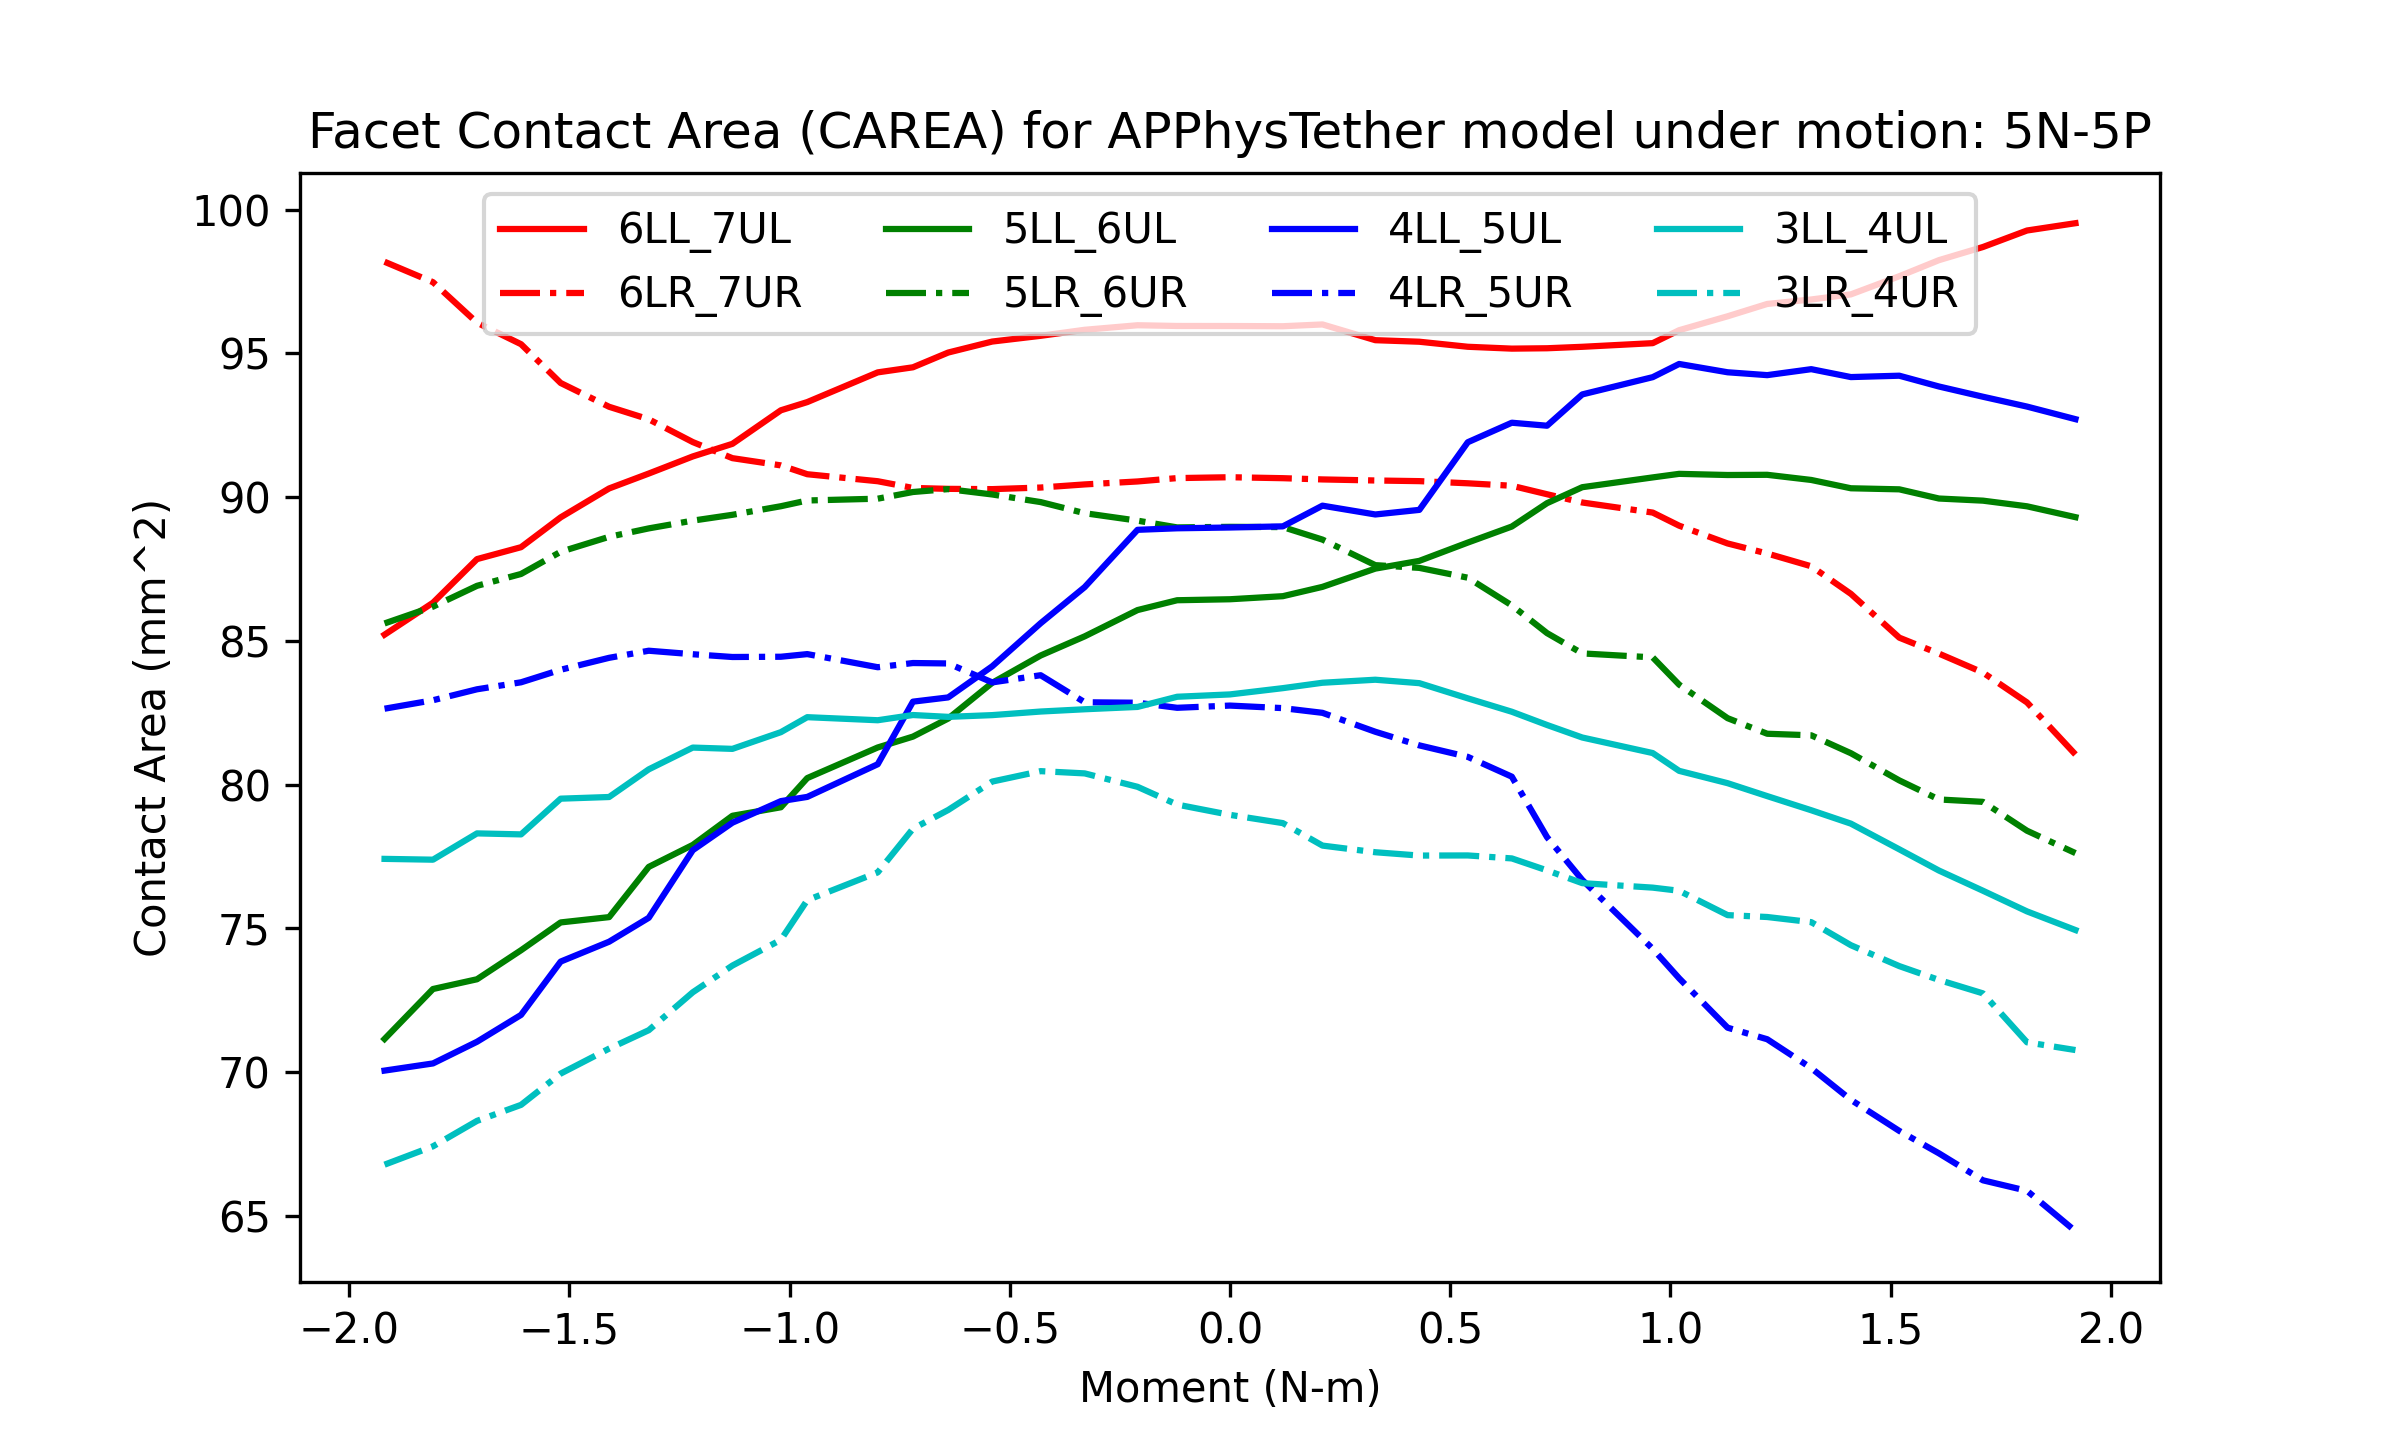 Facet Contact Area (CAREA) for APPhysTether model under motion: 5N-5P
6LL_7UL 5LL_6UL 4LL_5UL 3LL_4UL
6LR_7UR 5LR_6UR 4LR_5UR 3LR_4UR
100
95
90
85
80
75
70
65
Contact Area (mm^2)
−2.0 −1.5 −1.0 −0.5 0.0 0.5 1.0 1.5 2.0
Moment (N-m)